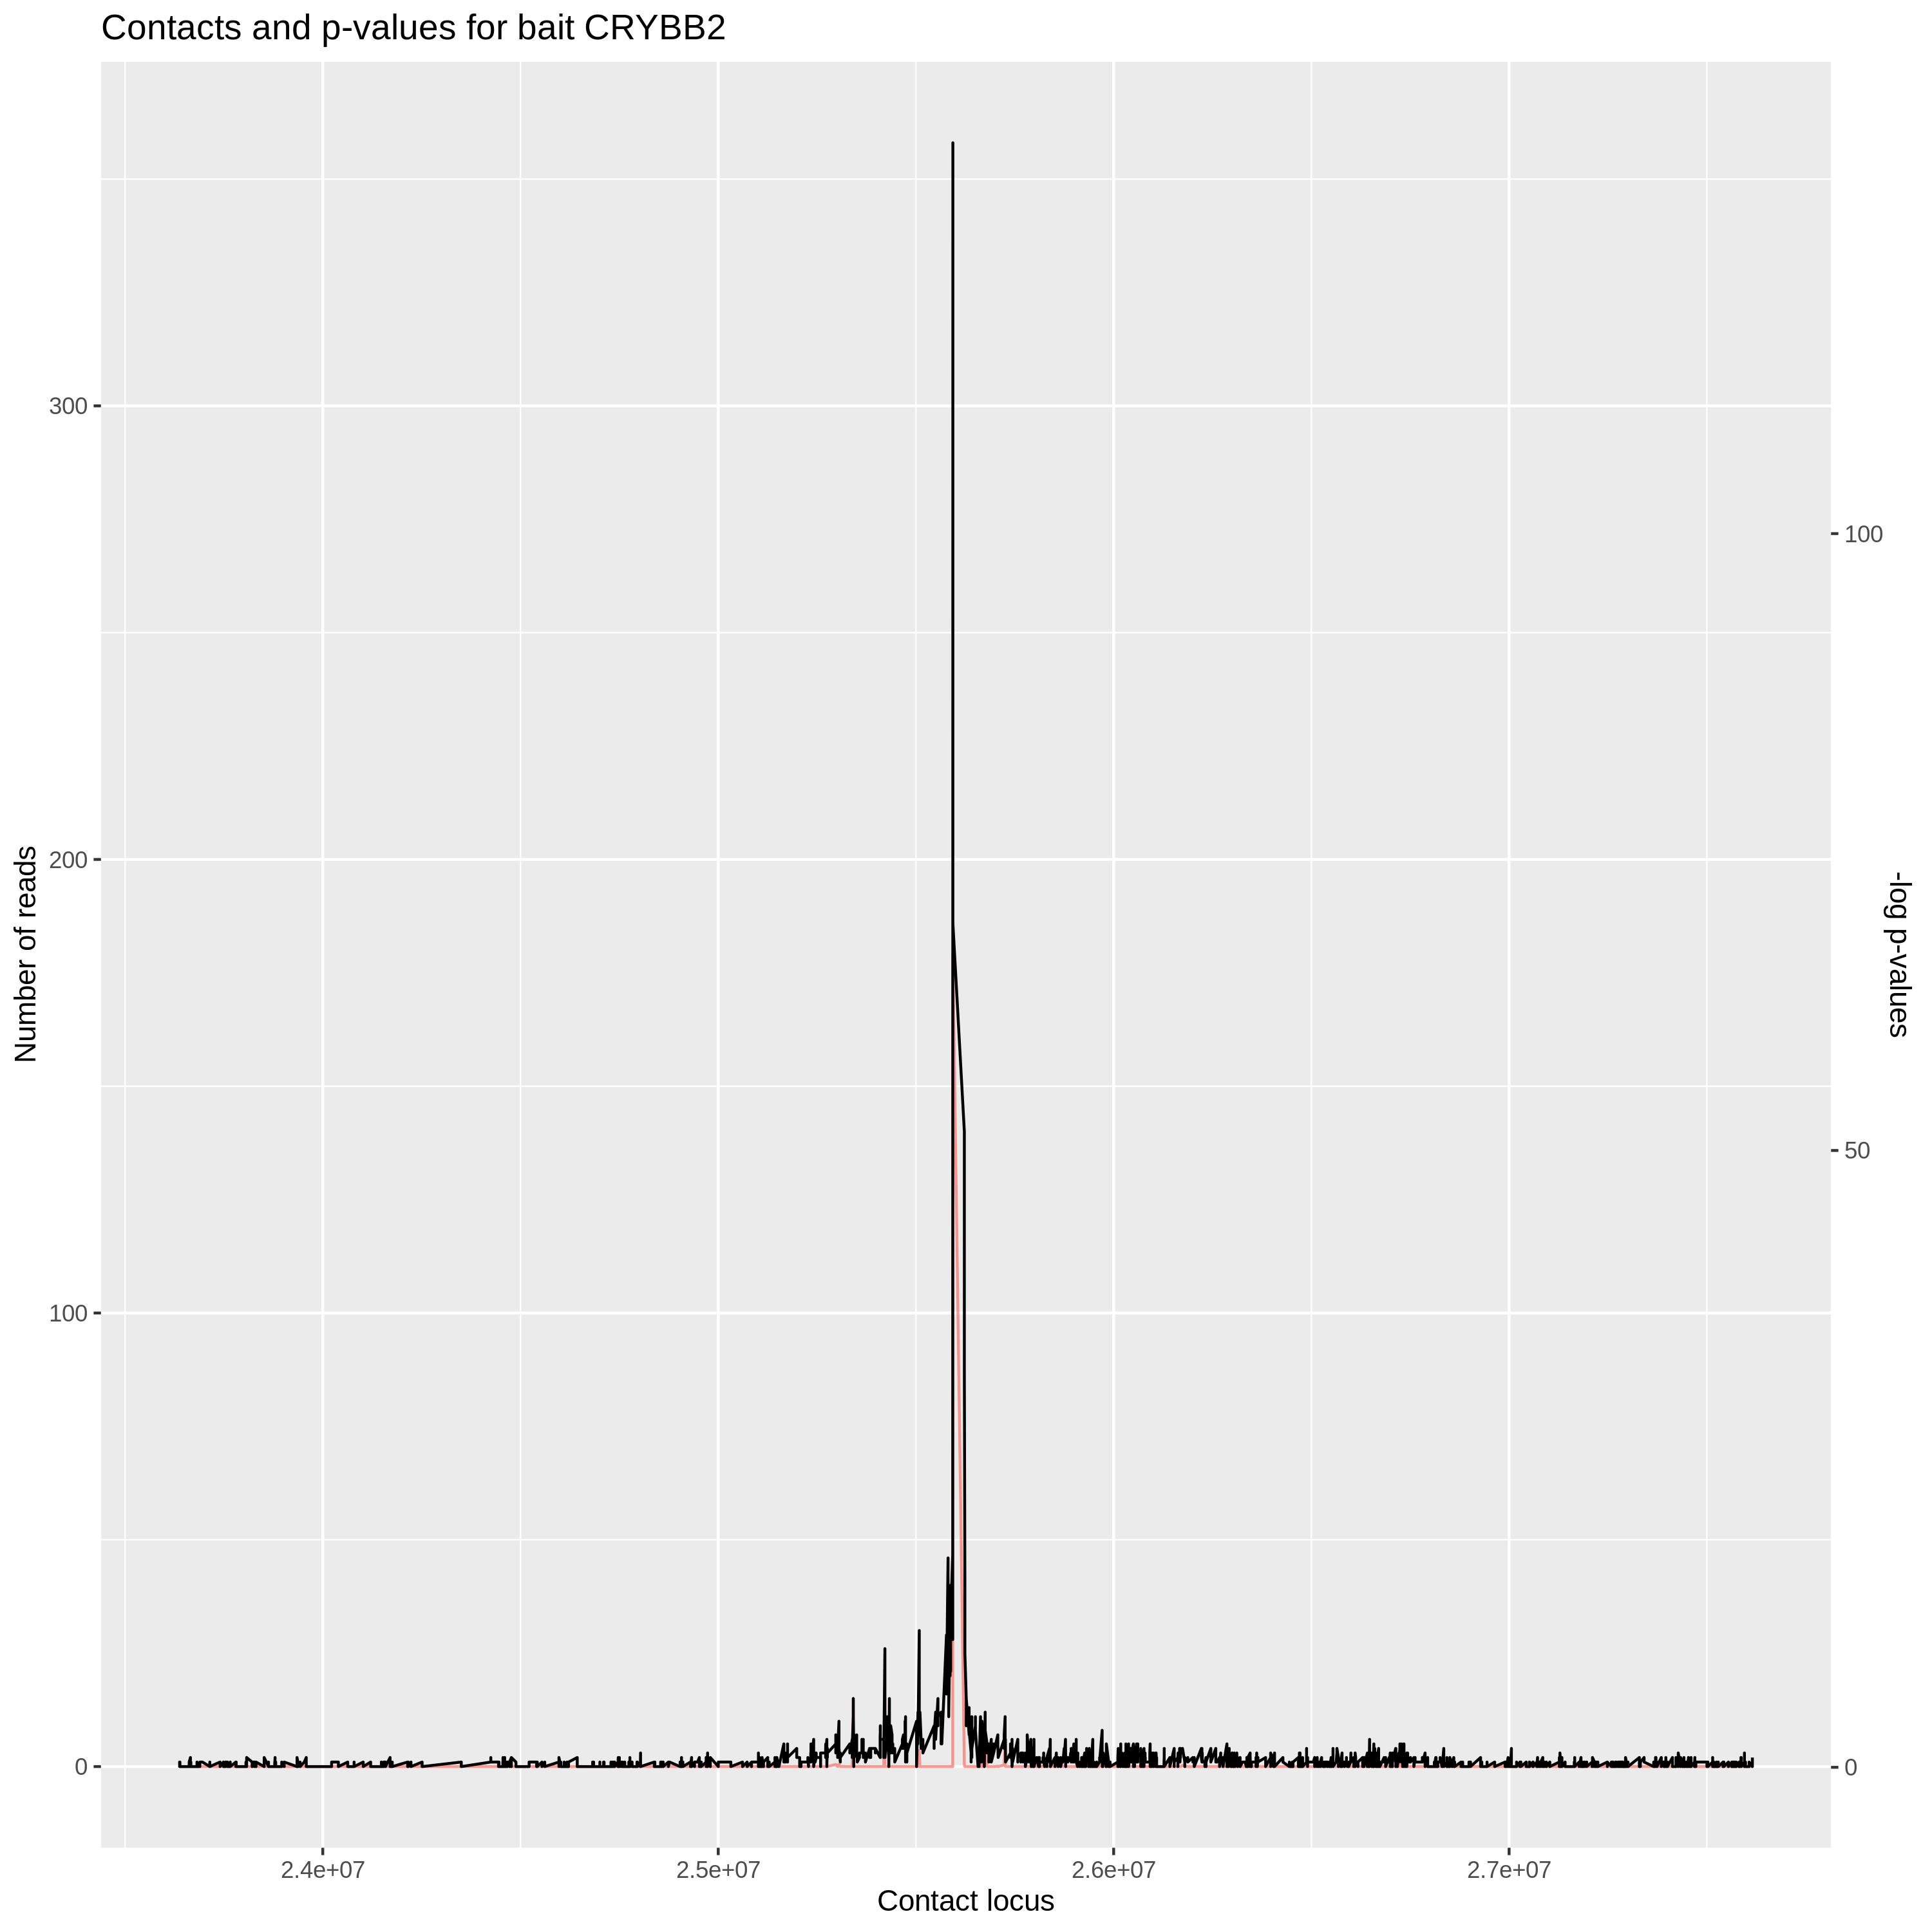 Contacts and p-values for bait CRYBB2
300
200
100
0
100
50
0
Number of reads
-log p-values
2.4e+07 2.5e+07 2.6e+07 2.7e+07
Contact locus